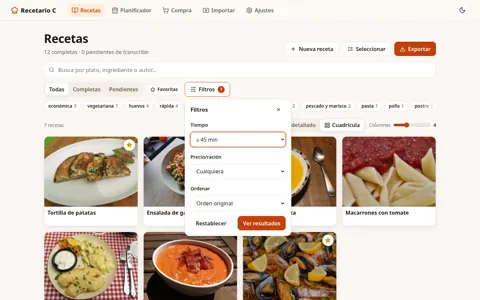 Recetario C
Recetas
Planificador
Compra
Importar
Ajustes
Recetas
12 completas · 0 pendientes de transcribir
+ Nueva receta
Seleccionar
Exportar
Busca por plato, ingrediente o autor...
Todas
Completas
Pendientes
Favoritas
Filtros 1
económica 5
vegetariana 7
huevos 4
rápida 4
2
pescado y marisco 2
pasta 1
pollo 1
Filtros
×
Tiempo
≤ 45 min
Precio/ración
Cualquiera
Ordenar
Orden original
Restablecer
Ver resultados
7 recetas
detallado
Cuadrícula
Columnas
4
Tortilla de patatas
Ensalada de
Macarrones con tomate